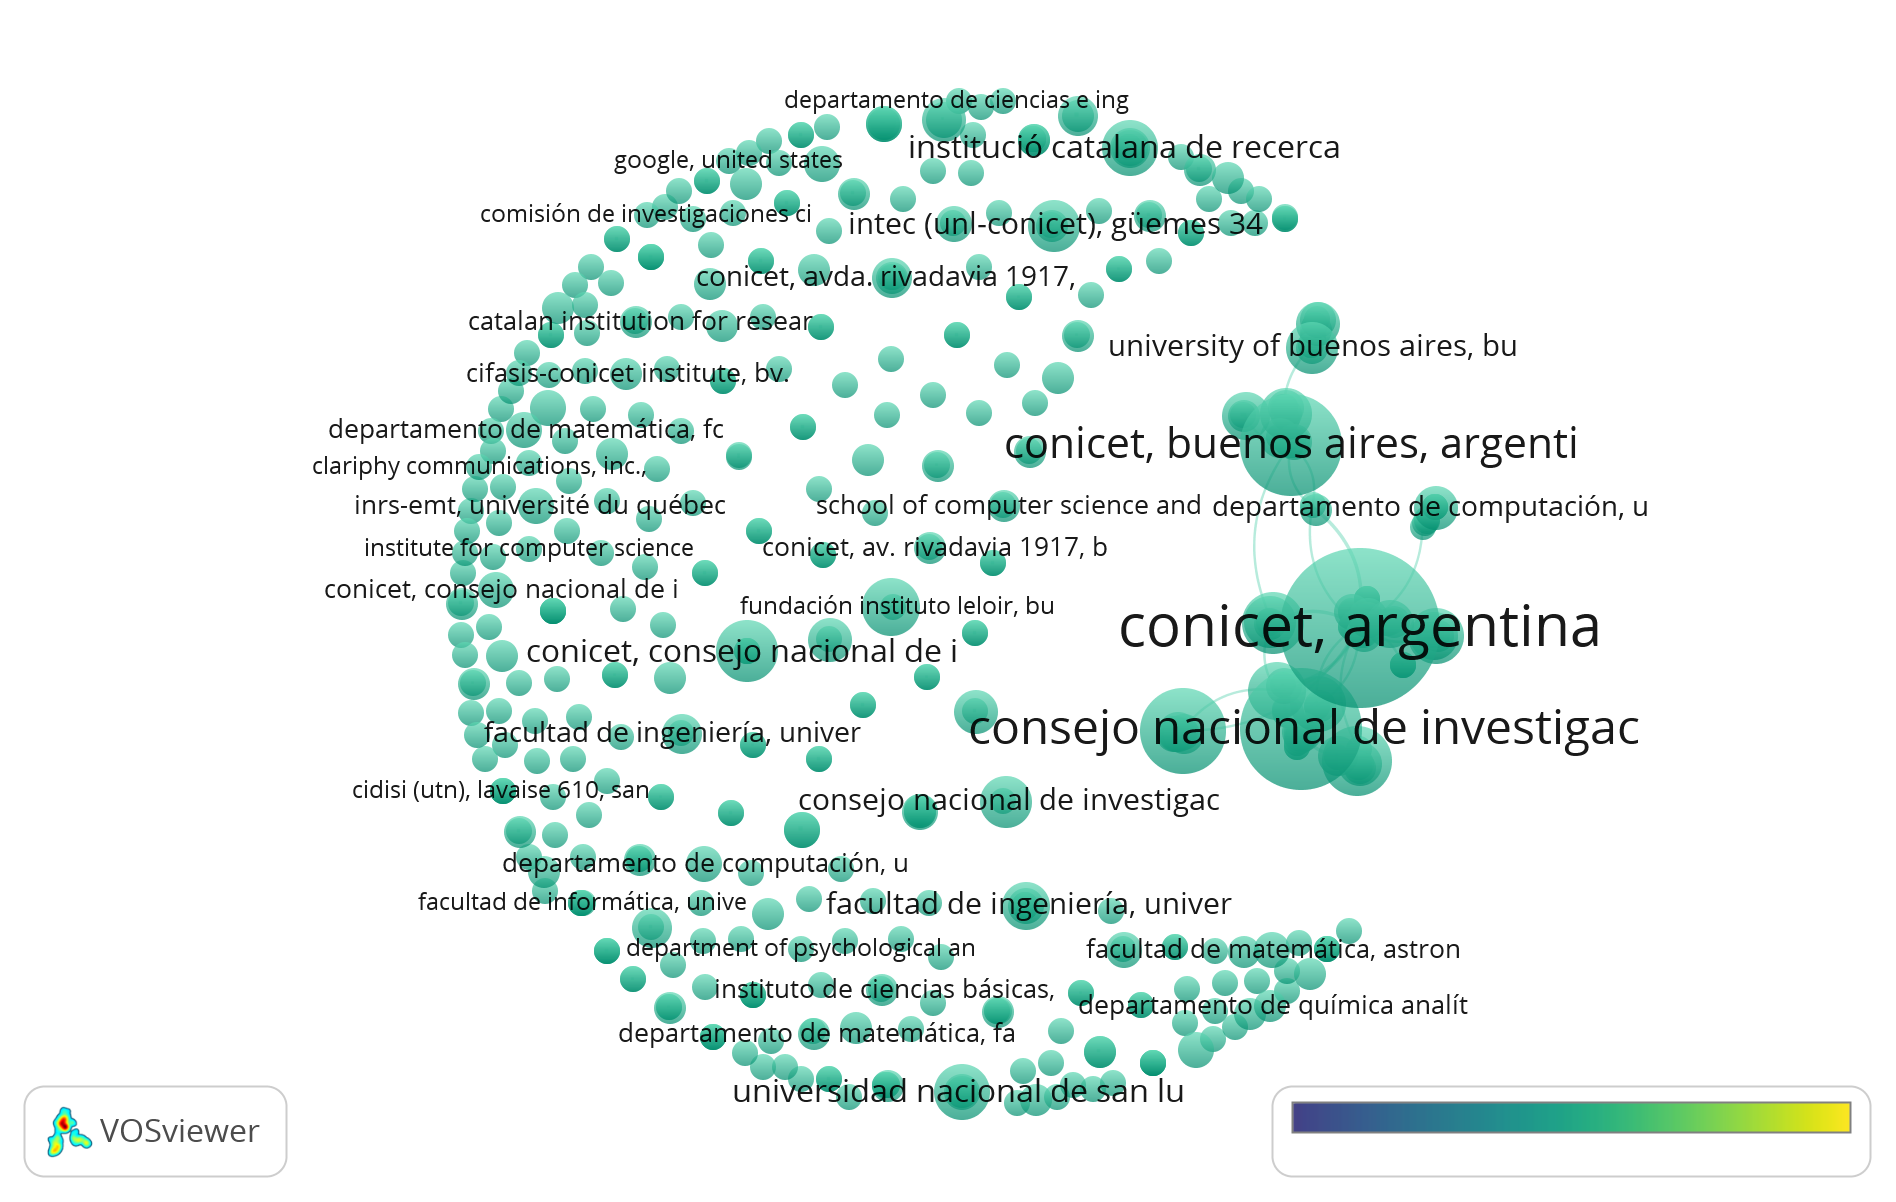 departamento de ciencias e ing
institució catalana de recerca
google, united states
comisión de investigaciones ci
intec (unl-conicet), güemes 34
conicet, avda. rivadavia 1917,
catalan institution for resear
university of buenos aires, bu
cifasis-conicet institute, bv.
departamento de matemática, fc
conicet, buenos aires, argenti
clariphy communications, inc.,
inrs-emt, université du québec
school of computer science and
departamento de computación, u
institute for computer science
conicet, av. rivadavia 1917, b
conicet, consejo nacional de i
fundación instituto leloir, bu
conicet, argentina
conicet, consejo nacional de i
facultad de ingeniería, univer
consejo nacional de investigac
cidisi (utn), lavaise 610, san
consejo nacional de investigac
departamento de computación, u
facultad de informática, unive
facultad de ingeniería, univer
department of psychological an
facultad de matemática, astron
instituto de ciencias básicas,
departamento de química analít
departamento de matemática, fa
universidad nacional de san lu
VOSviewer